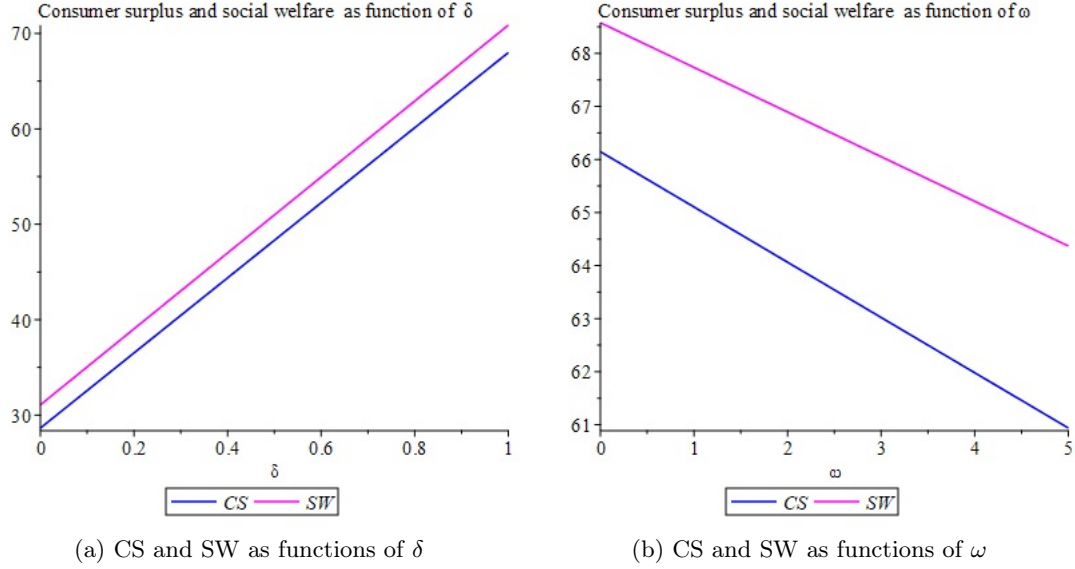 Consumer surplus and social welfare as function of δ
70
60
50
40
30
0
0.2
0.4
0.6
0.8
1
δ
CS
SW
(a) CS and SW as functions of δ
Consumer surplus and social welfare as function of ω
68
67
66
65
64
63
62
61
0
1
2
3
4
5
ω
CS
SW
(b) CS and SW as functions of ω